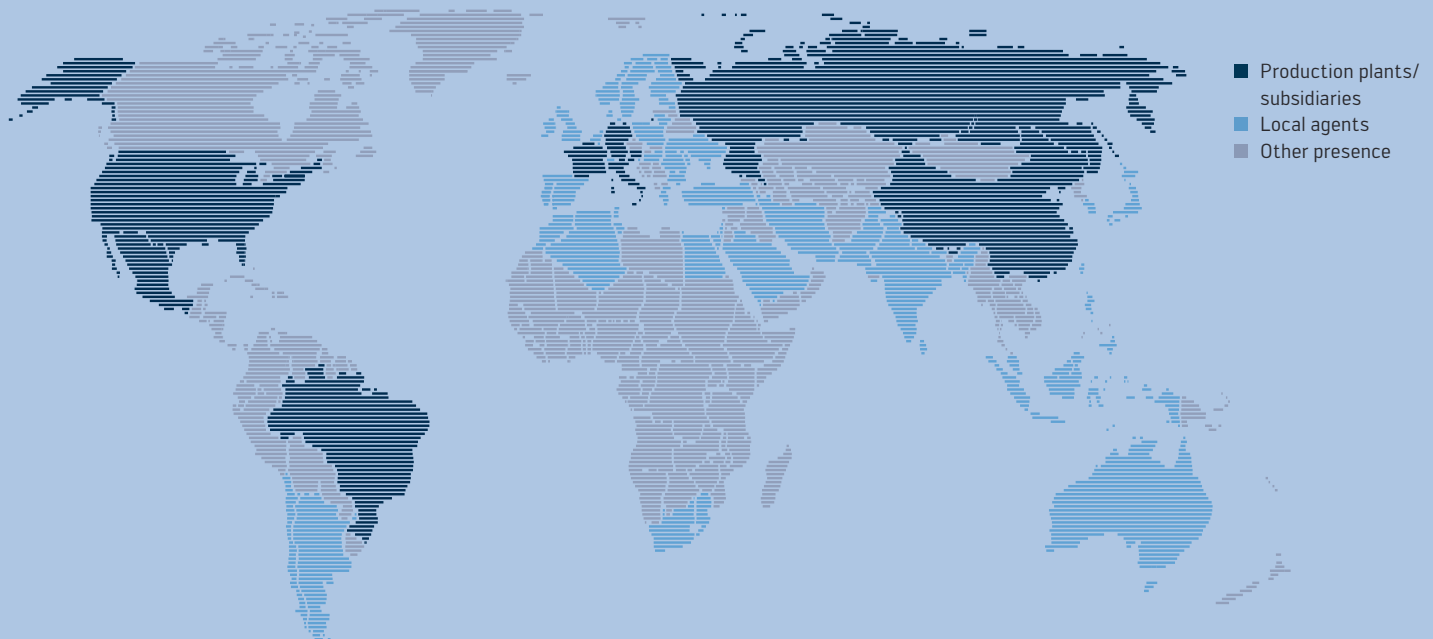 Production plants/
subsidiaries
Local agents
Other presence